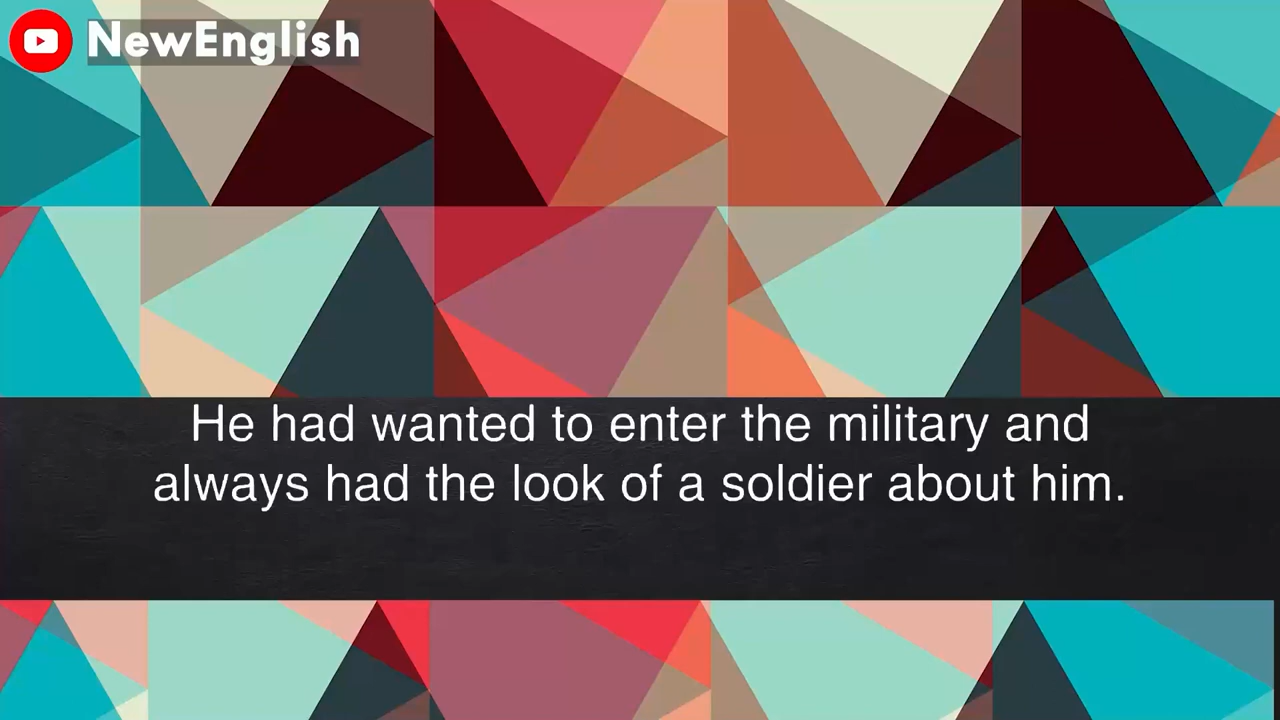 NewEnglish
He had wanted to enter the military and
always had the look of a soldier about him.